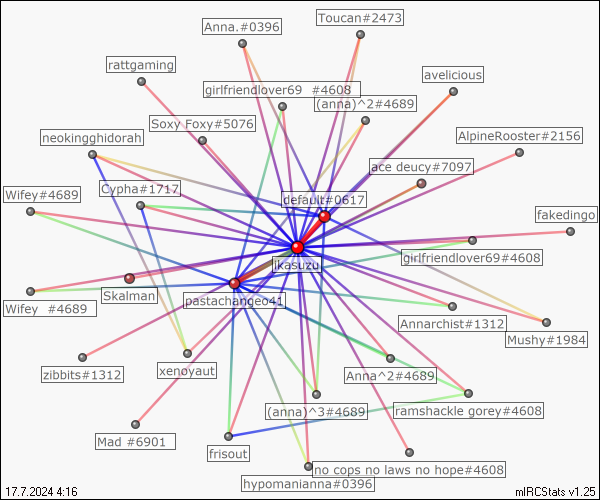 Toucan#2473
Anna.#0396
rattgaming
avelicious
girlfriendlover69 #4608
(anna)^2#4689
Soxy Foxy#5076
neokingghidorah
AlpineRooster#2156
ace deucy#7097
Wifey#4689
Cypha#1717
default#0617
fakedingo
girlfriendlover69#4608
ikasuzu
Skalman
pastachange641
Wifey #4689
Annarchist#1312
Mushy#1984
zibbits#1312
xenoyaut
Anna^2#4689
(anna)^3#4689
ramshackle gorey#4608
Mad #6901
frisout
no cops no laws no hope#4608
hypomanianna#0396
17.7.2024 4:16
mIRCStats v1.25